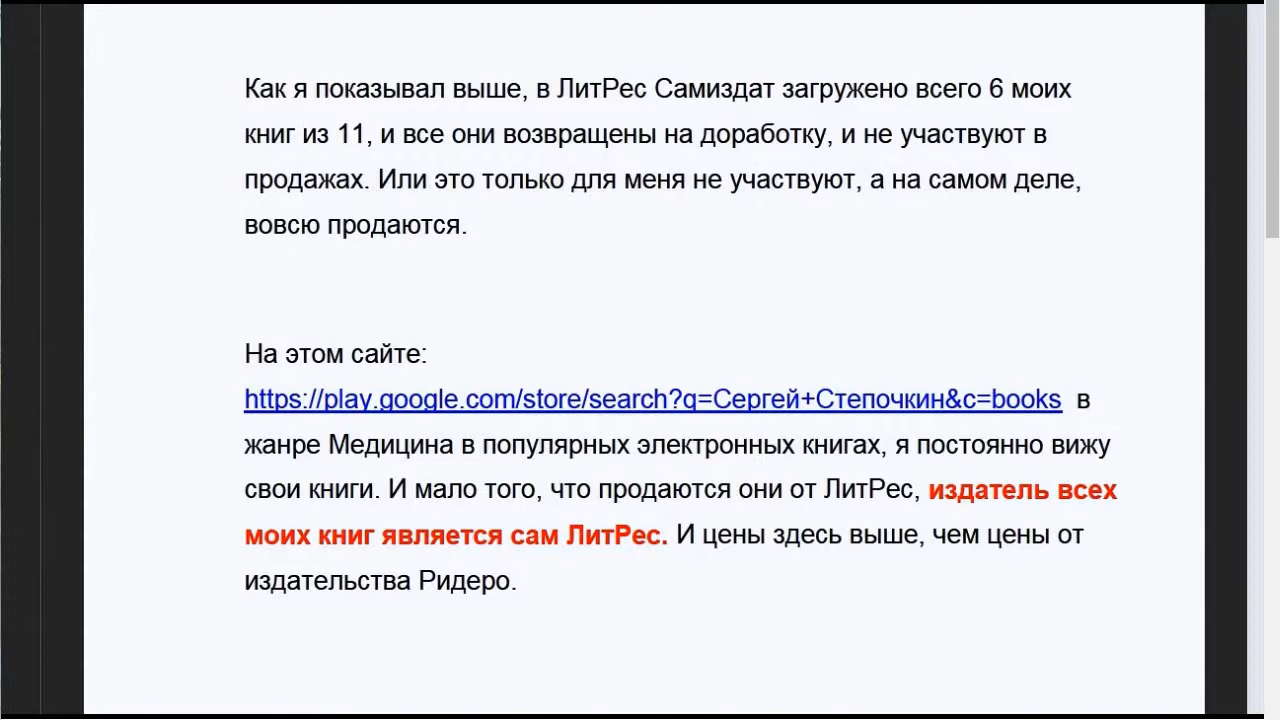 Как я показывал выше, в ЛитРес Самиздат загружено всего 6 моих
книг из 11, и все они возвращены на доработку, и не участвуют в
продажах. Или это только для меня не участвуют, а на самом деле,
вовсю продаются.
На этом сайте:
https://play.google.com/store/search?q=Сергей+Степочкин&c=books в
жанре Медицина в популярных электронных книгах, я постоянно вижу
свои книги. И мало того, что продаются они от ЛитРес, издатель всех
моих книг является сам ЛитРес. И цены здесь выше, чем цены от
издательства Ридеро.